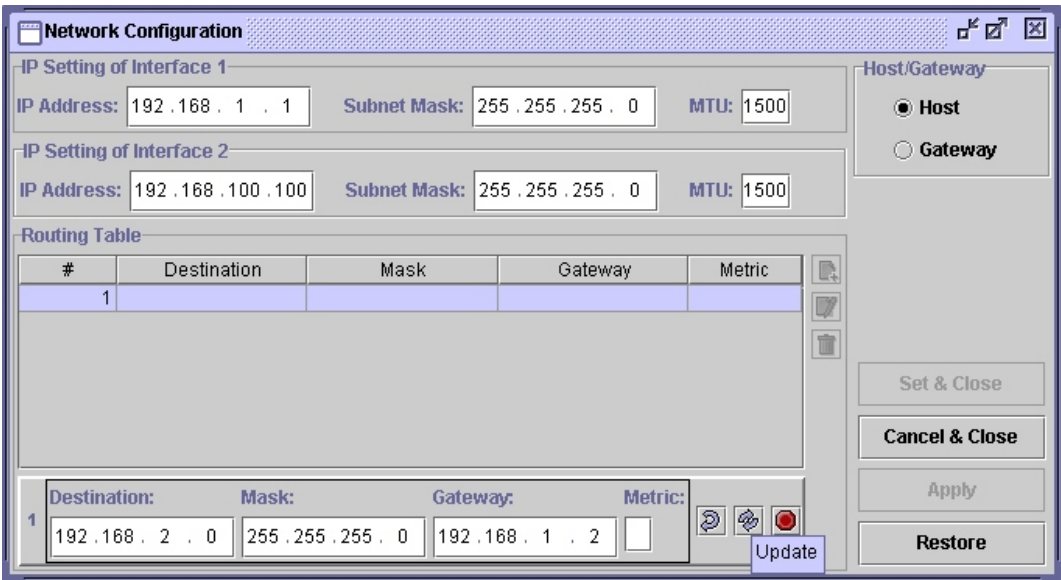 Network Configuration
IP Setting of Interface 1
IP Address: 192 . 168 . 1 . 1 Subnet Mask: 255 . 255 . 255 . 0 MTU: 1500
IP Setting of Interface 2
IP Address: 192 . 168 . 100 . 100 Subnet Mask: 255 . 255 . 255 . 0 MTU: 1500
Host/Gateway
Host
Gateway
Routing Table
# Destination Mask Gateway Metric
1
Destination: Mask: Gateway: Metric:
1 192 . 168 . 2 . 0 255 . 255 . 255 . 0 192 . 168 . 1 . 2
Update
Set & Close
Cancel & Close
Apply
Restore